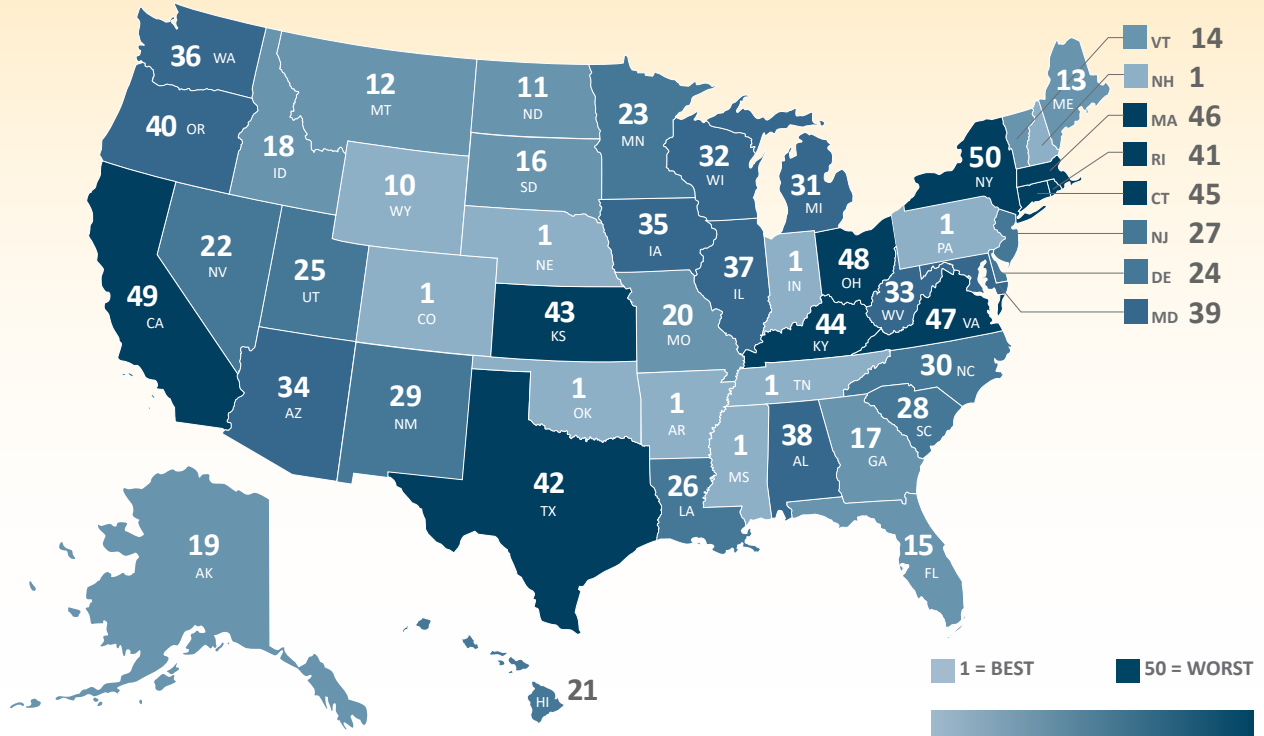 36 WA
12
MT
11
ND
23
MN
13
ME
VT 14
NH 1
MA 46
RI 41
CT 45
NJ 27
DE 24
MD 39
40 OR
18
ID
16
SD
32
WI
31
MI
50
NY
10
WY
1
NE
35
IA
1
PA
22
NV
25
UT
1
CO
37
IL
1
IN
48
OH
33
WV
49
CA
43
KS
20
MO
44
KY
47 VA
34
AZ
29
NM
1
OK
1
AR
1 TN
30 NC
28
SC
42
TX
26
LA
1
MS
38
AL
17
GA
19
AK
15
FL
HI 21
1 = BEST
50 = WORST